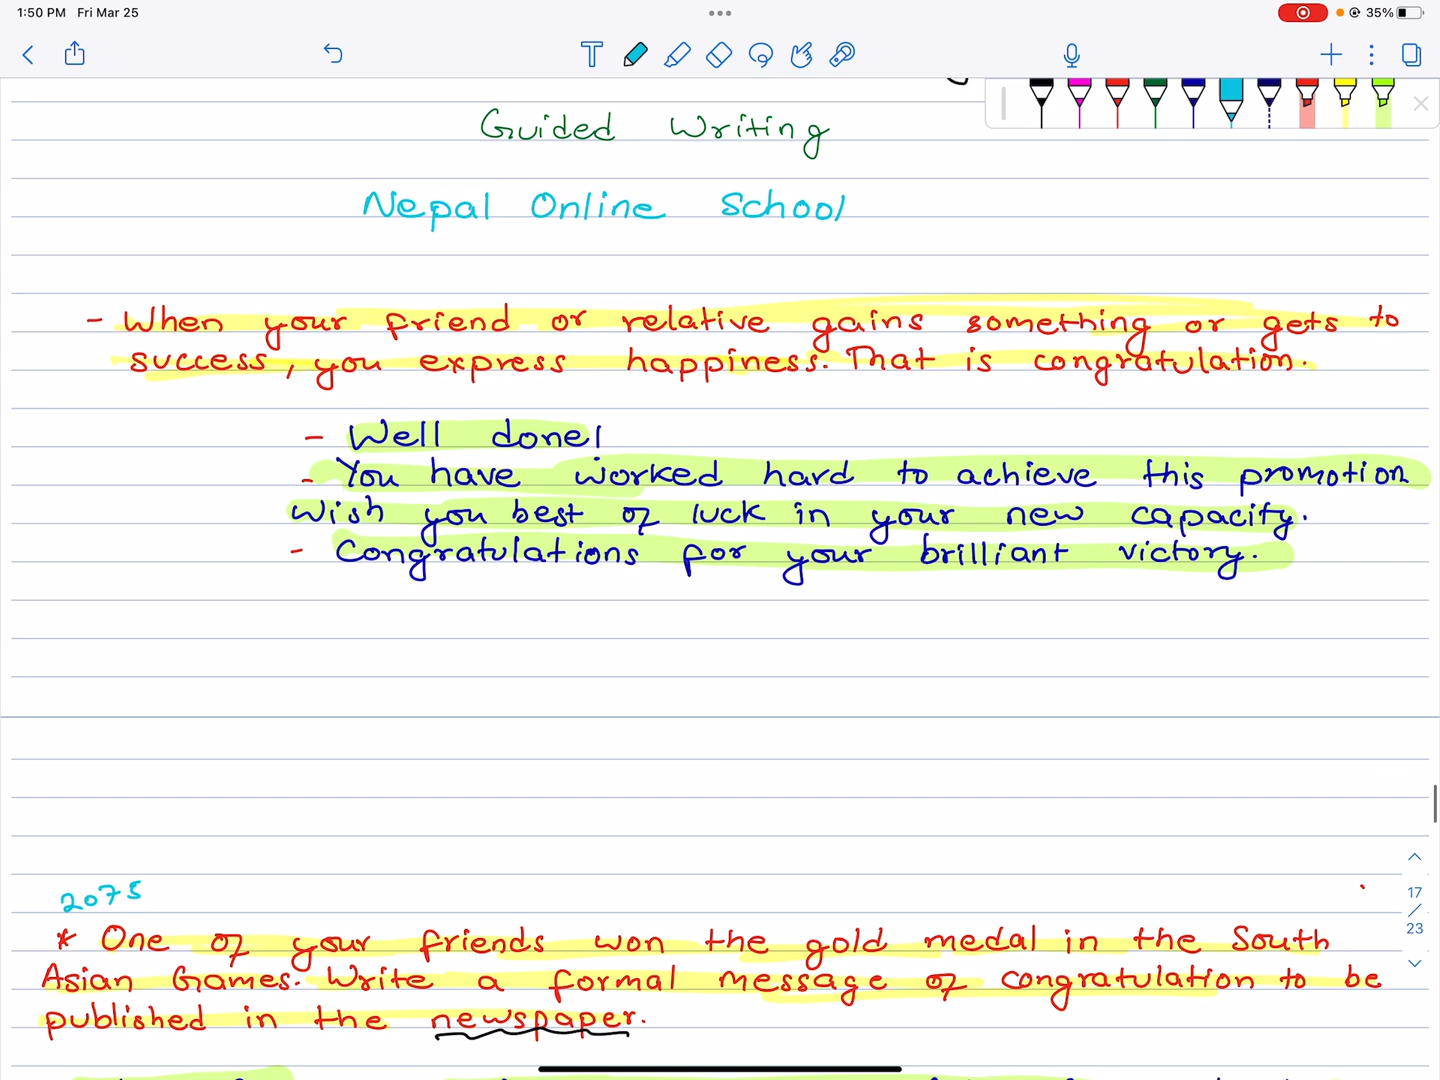 1:50 PM Fri Mar 25
35%
Guided Writing
Nepal Online School
- When your friend or relative gains something or gets to
success, you express happiness. That is congratulation.
- Well done!
- You have worked hard to achieve this promotion
wish you best of luck in your new capacity.
- Congratulations for your brilliant victory.
17
/
23
2075
* One of your friends won the gold medal in the South
Asian Games. Write a formal message of congratulation to be
published in the newspaper.